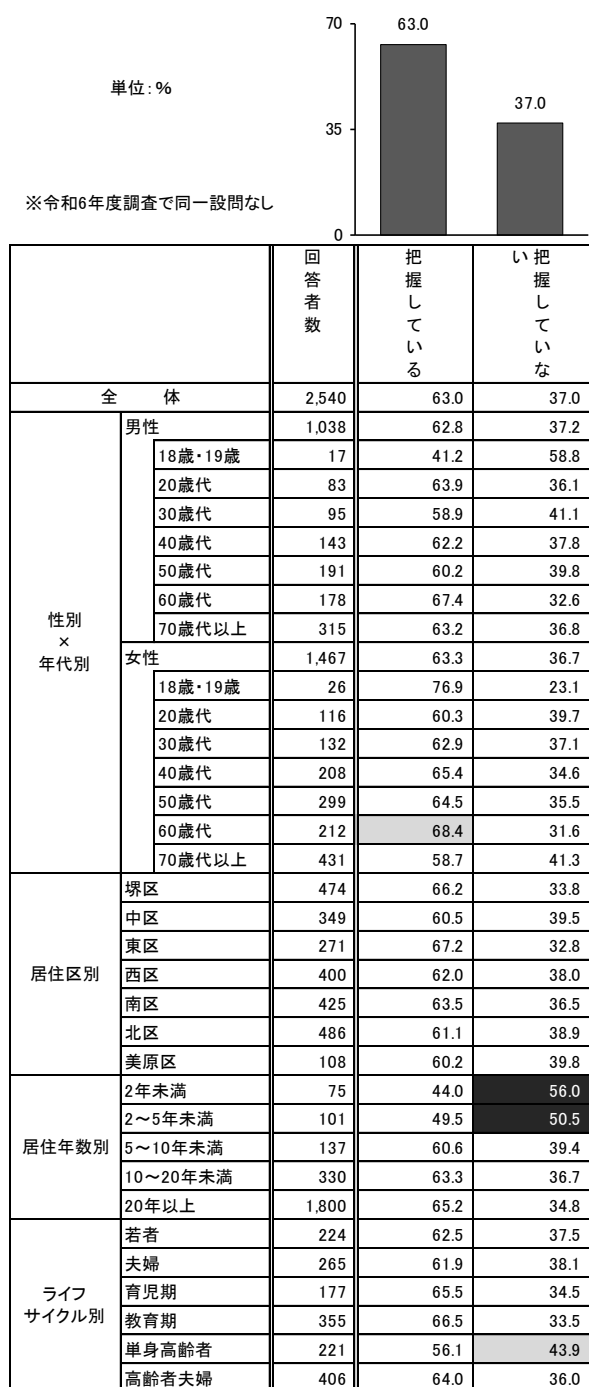 70
63.0
単位：％
37.0
35
※令和6年度調査で同一設問なし
0
回答者数 把握している 把握していない
全 体 2,540 63.0 37.0
性別×年代別
男性 1,038 62.8 37.2
18歳・19歳 17 41.2 58.8
20歳代 83 63.9 36.1
30歳代 95 58.9 41.1
40歳代 143 62.2 37.8
50歳代 191 60.2 39.8
60歳代 178 67.4 32.6
70歳代以上 315 63.2 36.8
女性 1,467 63.3 36.7
18歳・19歳 26 76.9 23.1
20歳代 116 60.3 39.7
30歳代 132 62.9 37.1
40歳代 208 65.4 34.6
50歳代 299 64.5 35.5
60歳代 212 68.4 31.6
70歳代以上 431 58.7 41.3
居住区別
堺区 474 66.2 33.8
中区 349 60.5 39.5
東区 271 67.2 32.8
西区 400 62.0 38.0
南区 425 63.5 36.5
北区 486 61.1 38.9
美原区 108 60.2 39.8
居住年数別
2年未満 75 44.0 56.0
2～5年未満 101 49.5 50.5
5～10年未満 137 60.6 39.4
10～20年未満 330 63.3 36.7
20年以上 1,800 65.2 34.8
ライフサイクル別
若者 224 62.5 37.5
夫婦 265 61.9 38.1
育児期 177 65.5 34.5
教育期 355 66.5 33.5
単身高齢者 221 56.1 43.9
高齢者夫婦 406 64.0 36.0